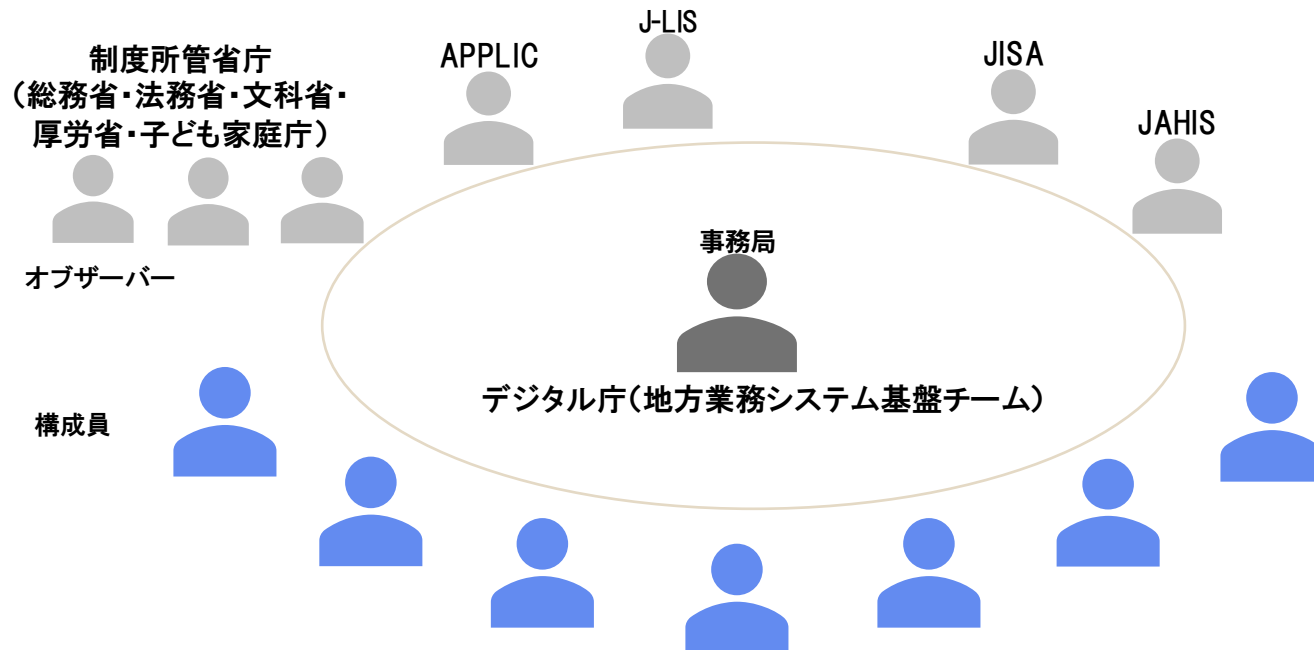 制度所管省庁
（総務省・法務省・文科省・
厚労省・子ども家庭庁）
APPLIC
J-LIS
JISA
JAHIS
オブザーバー
事務局
デジタル庁（地方業務システム基盤チーム）
構成員